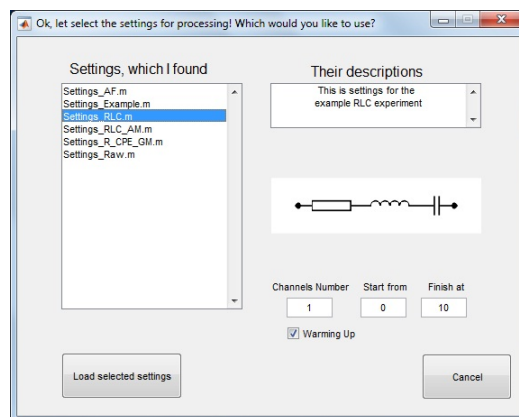 Ok, let select the settings for processing! Which would you like to use?
Settings, which I found
Settings_AF.m
Settings_Example.m
Settings_RLC.m
Settings_RLC_AM.m
Settings_R_CPE_GM.m
Settings_Raw.m
Their descriptions
This is settings for the
example RLC experiment
Channels Number
Start from
Finish at
1
0
10
Warming Up
Load selected settings
Cancel